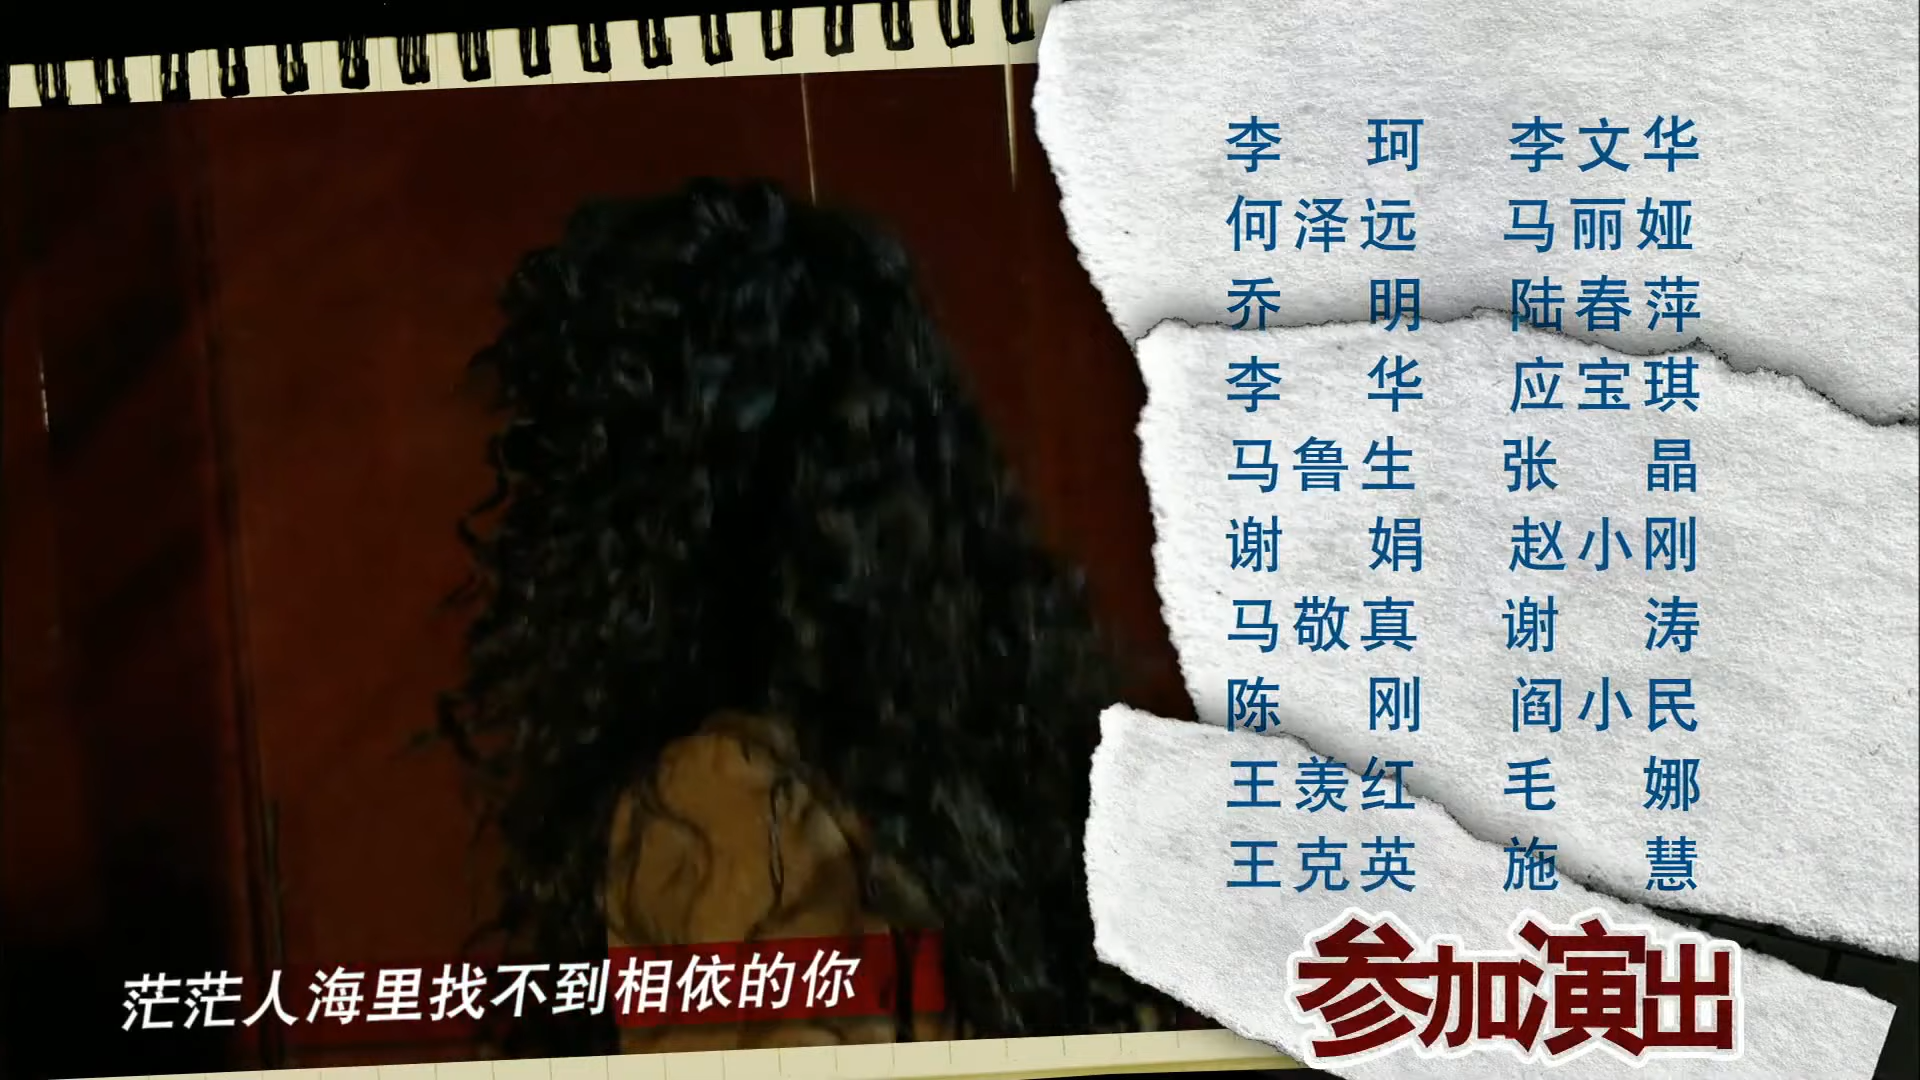 李珂 李文华
何泽远 马丽娅
乔明 陆春萍
李华 应宝琪
马鲁生 张晶
谢娟 赵小刚
马敬真 谢涛
陈刚 阎小民
王羡红 毛娜
王克英 施慧
参加演出
茫茫人海里找不到相依的你